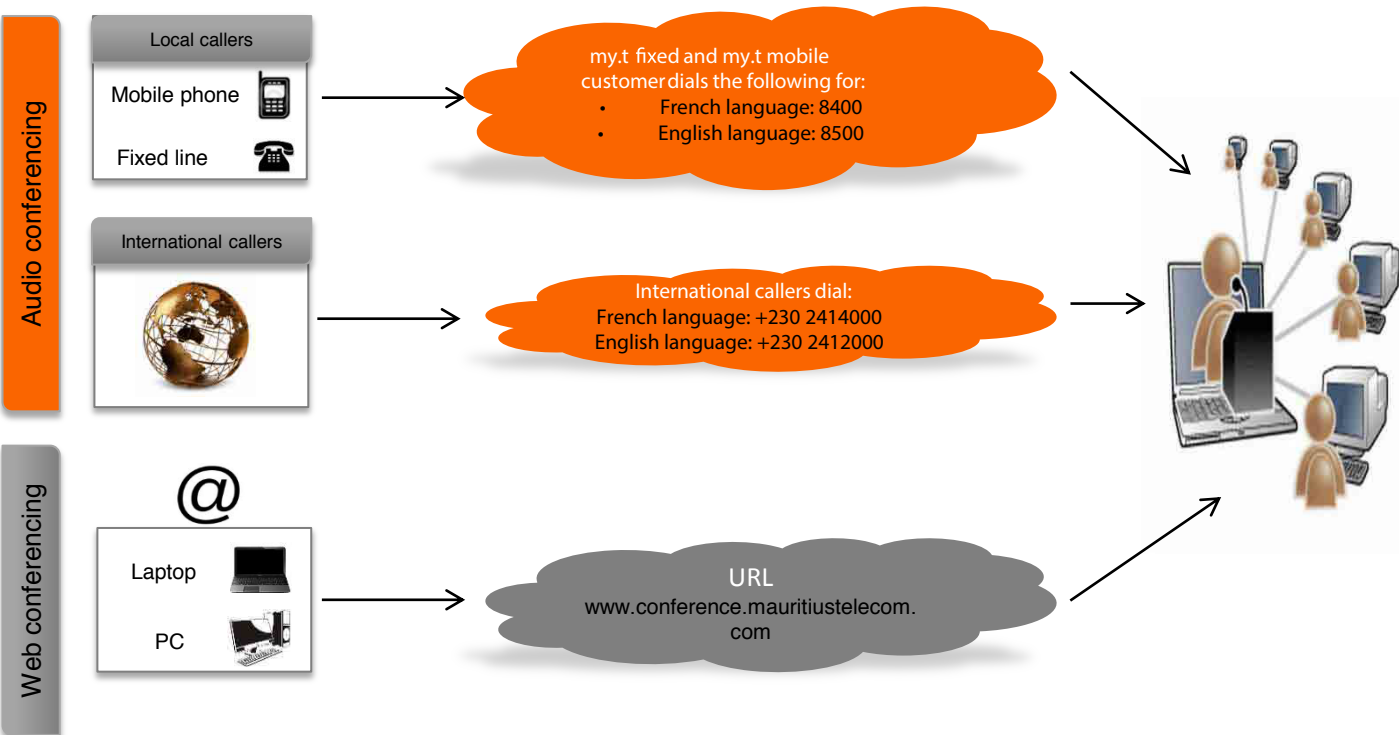 Audio conferencing
Local callers
Mobile phone
Fixed line
my.t fixed and my.t mobile
customer dials the following for:
• French language: 8400
• English language: 8500
International callers
International callers dial:
French language: +230 2414000
English language: +230 2412000
Web conferencing
@
Laptop
PC
URL
www.conference.mauritiustelecom.
com